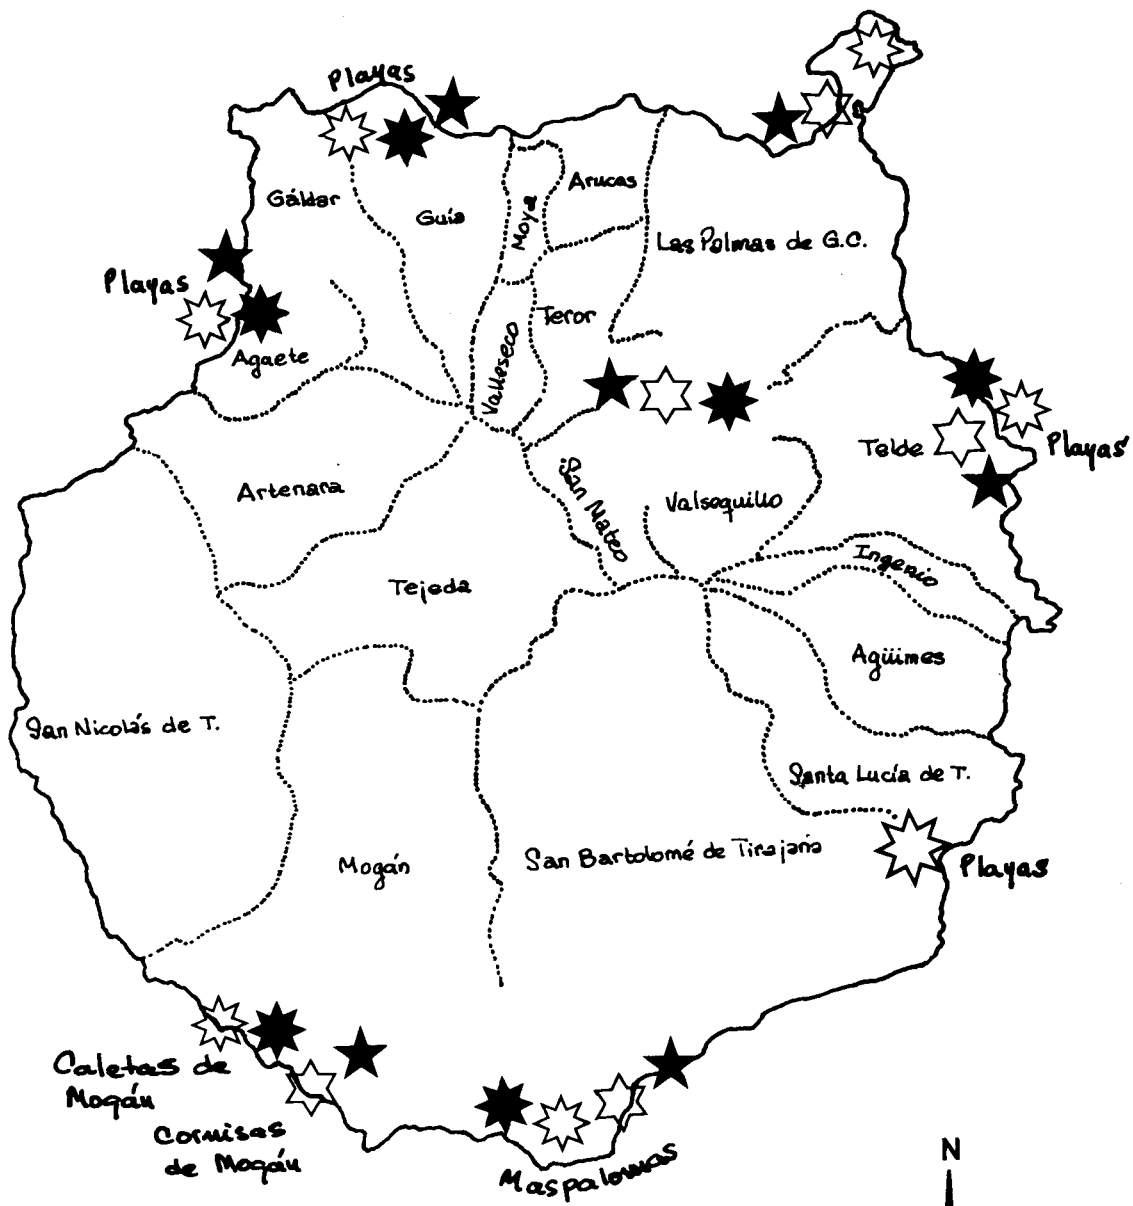 Playas
Gáldar
Guía
Moya
Arucas
Las Palmas de G.C.
Playas
Agaete
Valleseco
Teror
Telde
Playas
Artenara
San Mateo
Valsequillo
Ingenio
Tejeda
Agüimes
San Nicolás de T.
Santa Lucía de T.
Mogán
San Bartolomé de Tirajana
Playas
Caletas de
Mogán
Cornisas
de Mogán
Maspalomas
N